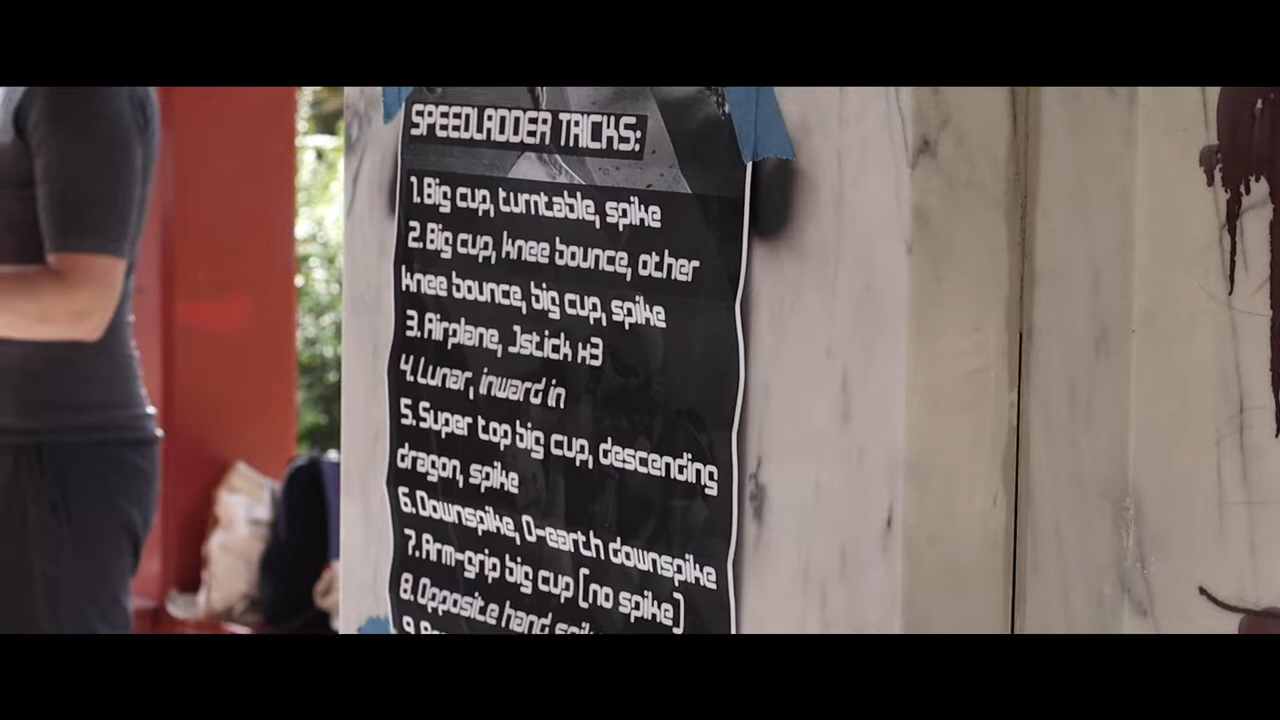 SPEEDLADDER TRICKS:
1. Big cup, turntable, spike
2. Big cup, knee bounce, other
knee bounce, big cup, spike
3. Airplane, Jstick x3
4. Lunar, inward in
5. Super top big cup, descending
dragon, spike
6. Downspike, 0-earth downspike
7. Arm-grip big cup [no spike]
8. Opposite hand
9.